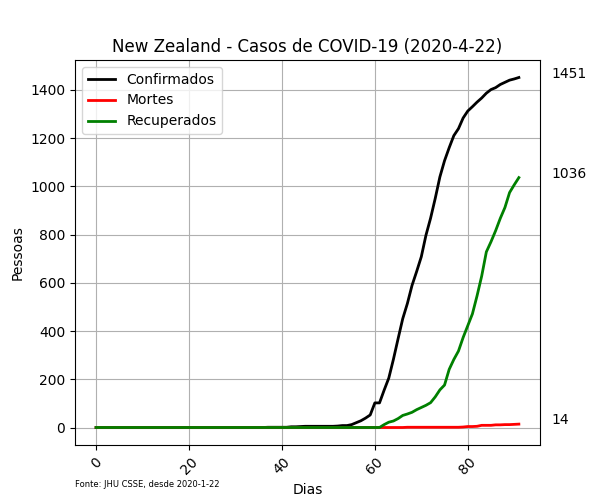 New Zealand - Casos de COVID-19 (2020-4-22)
Confirmados
Mortes
Recuperados
1451
1400
1200
1036
1000
800
600
400
200
14
0
Pessoas
0
20
40
60
80
Fonte: JHU CSSE, desde 2020-1-22
Dias